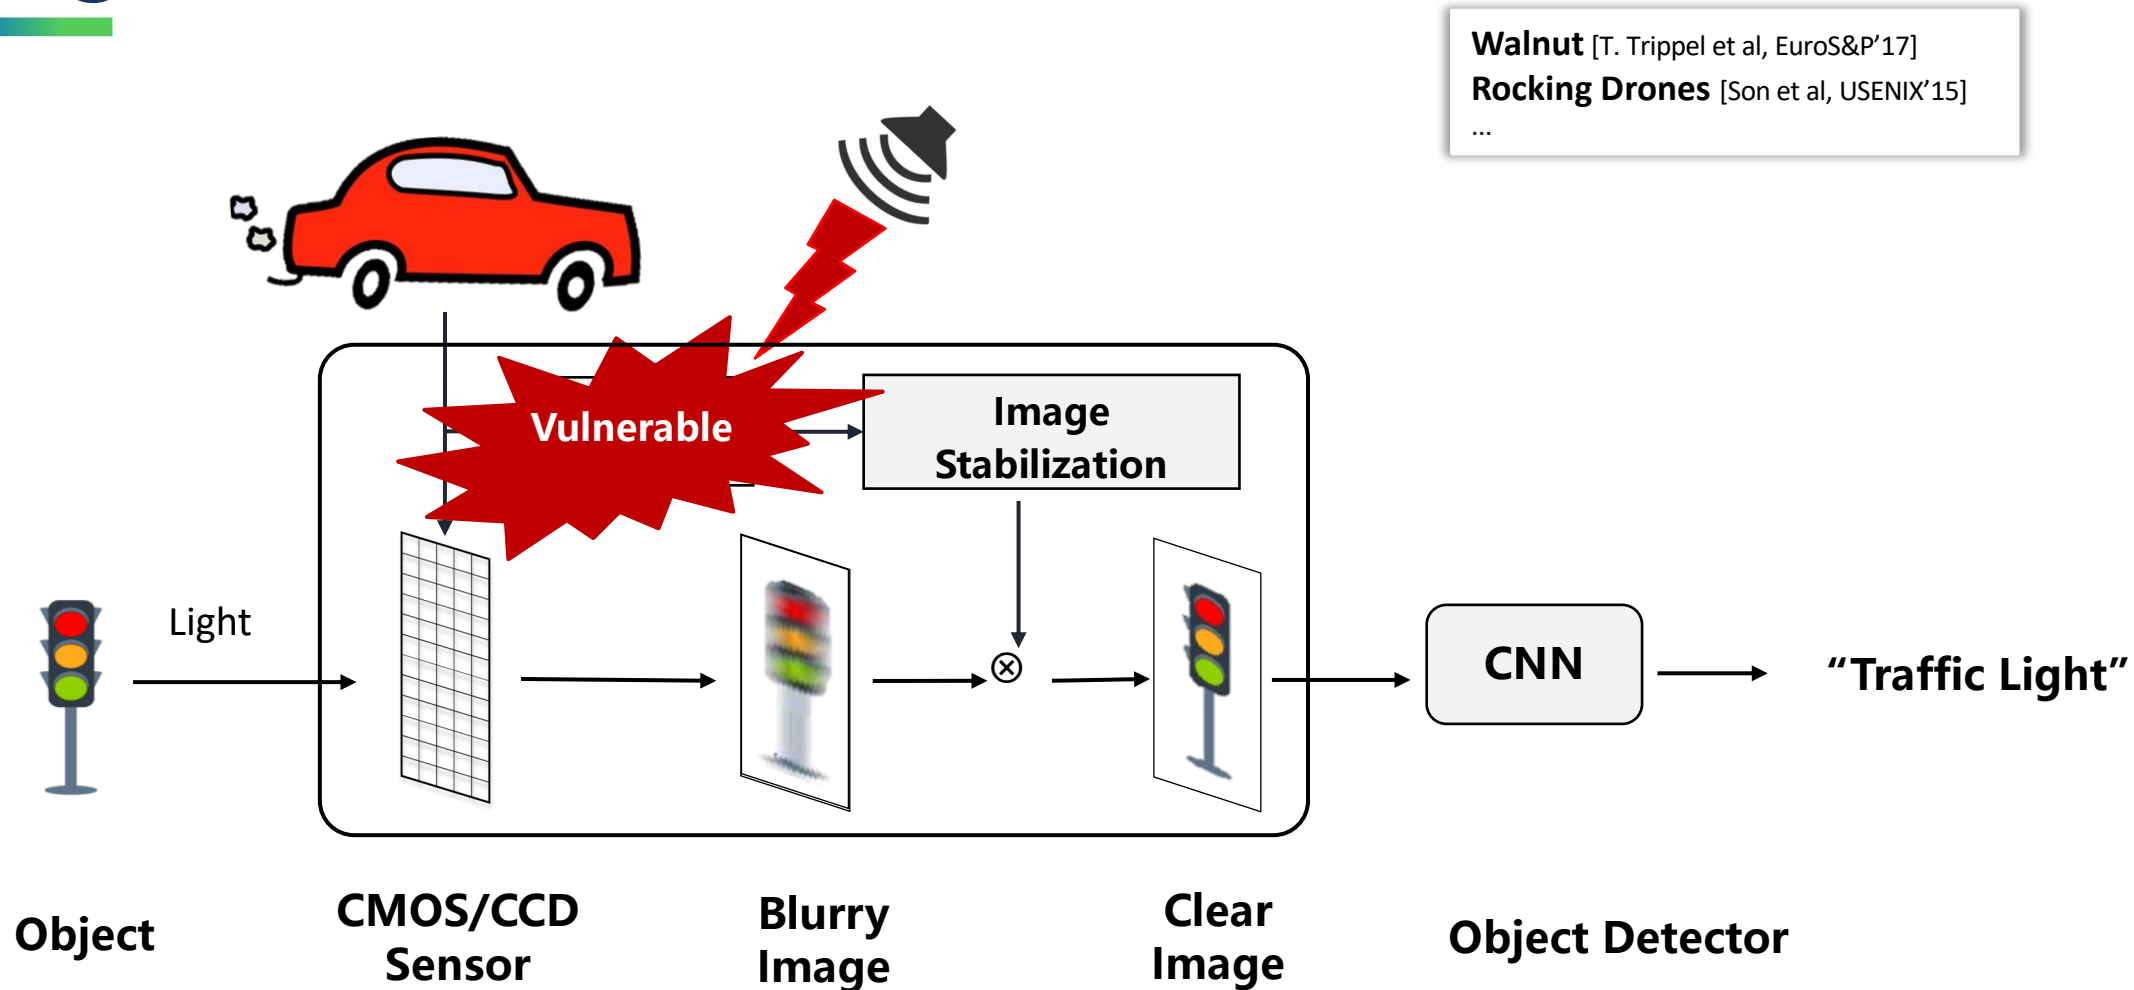 Walnut [T. Trippel et al, EuroS&P’17]
Rocking Drones [Son et al, USENIX’15]
...
Vulnerable
Image
Stabilization
Light
CNN
“Traffic Light”
Object
CMOS/CCD
Sensor
Blurry
Image
Clear
Image
Object Detector